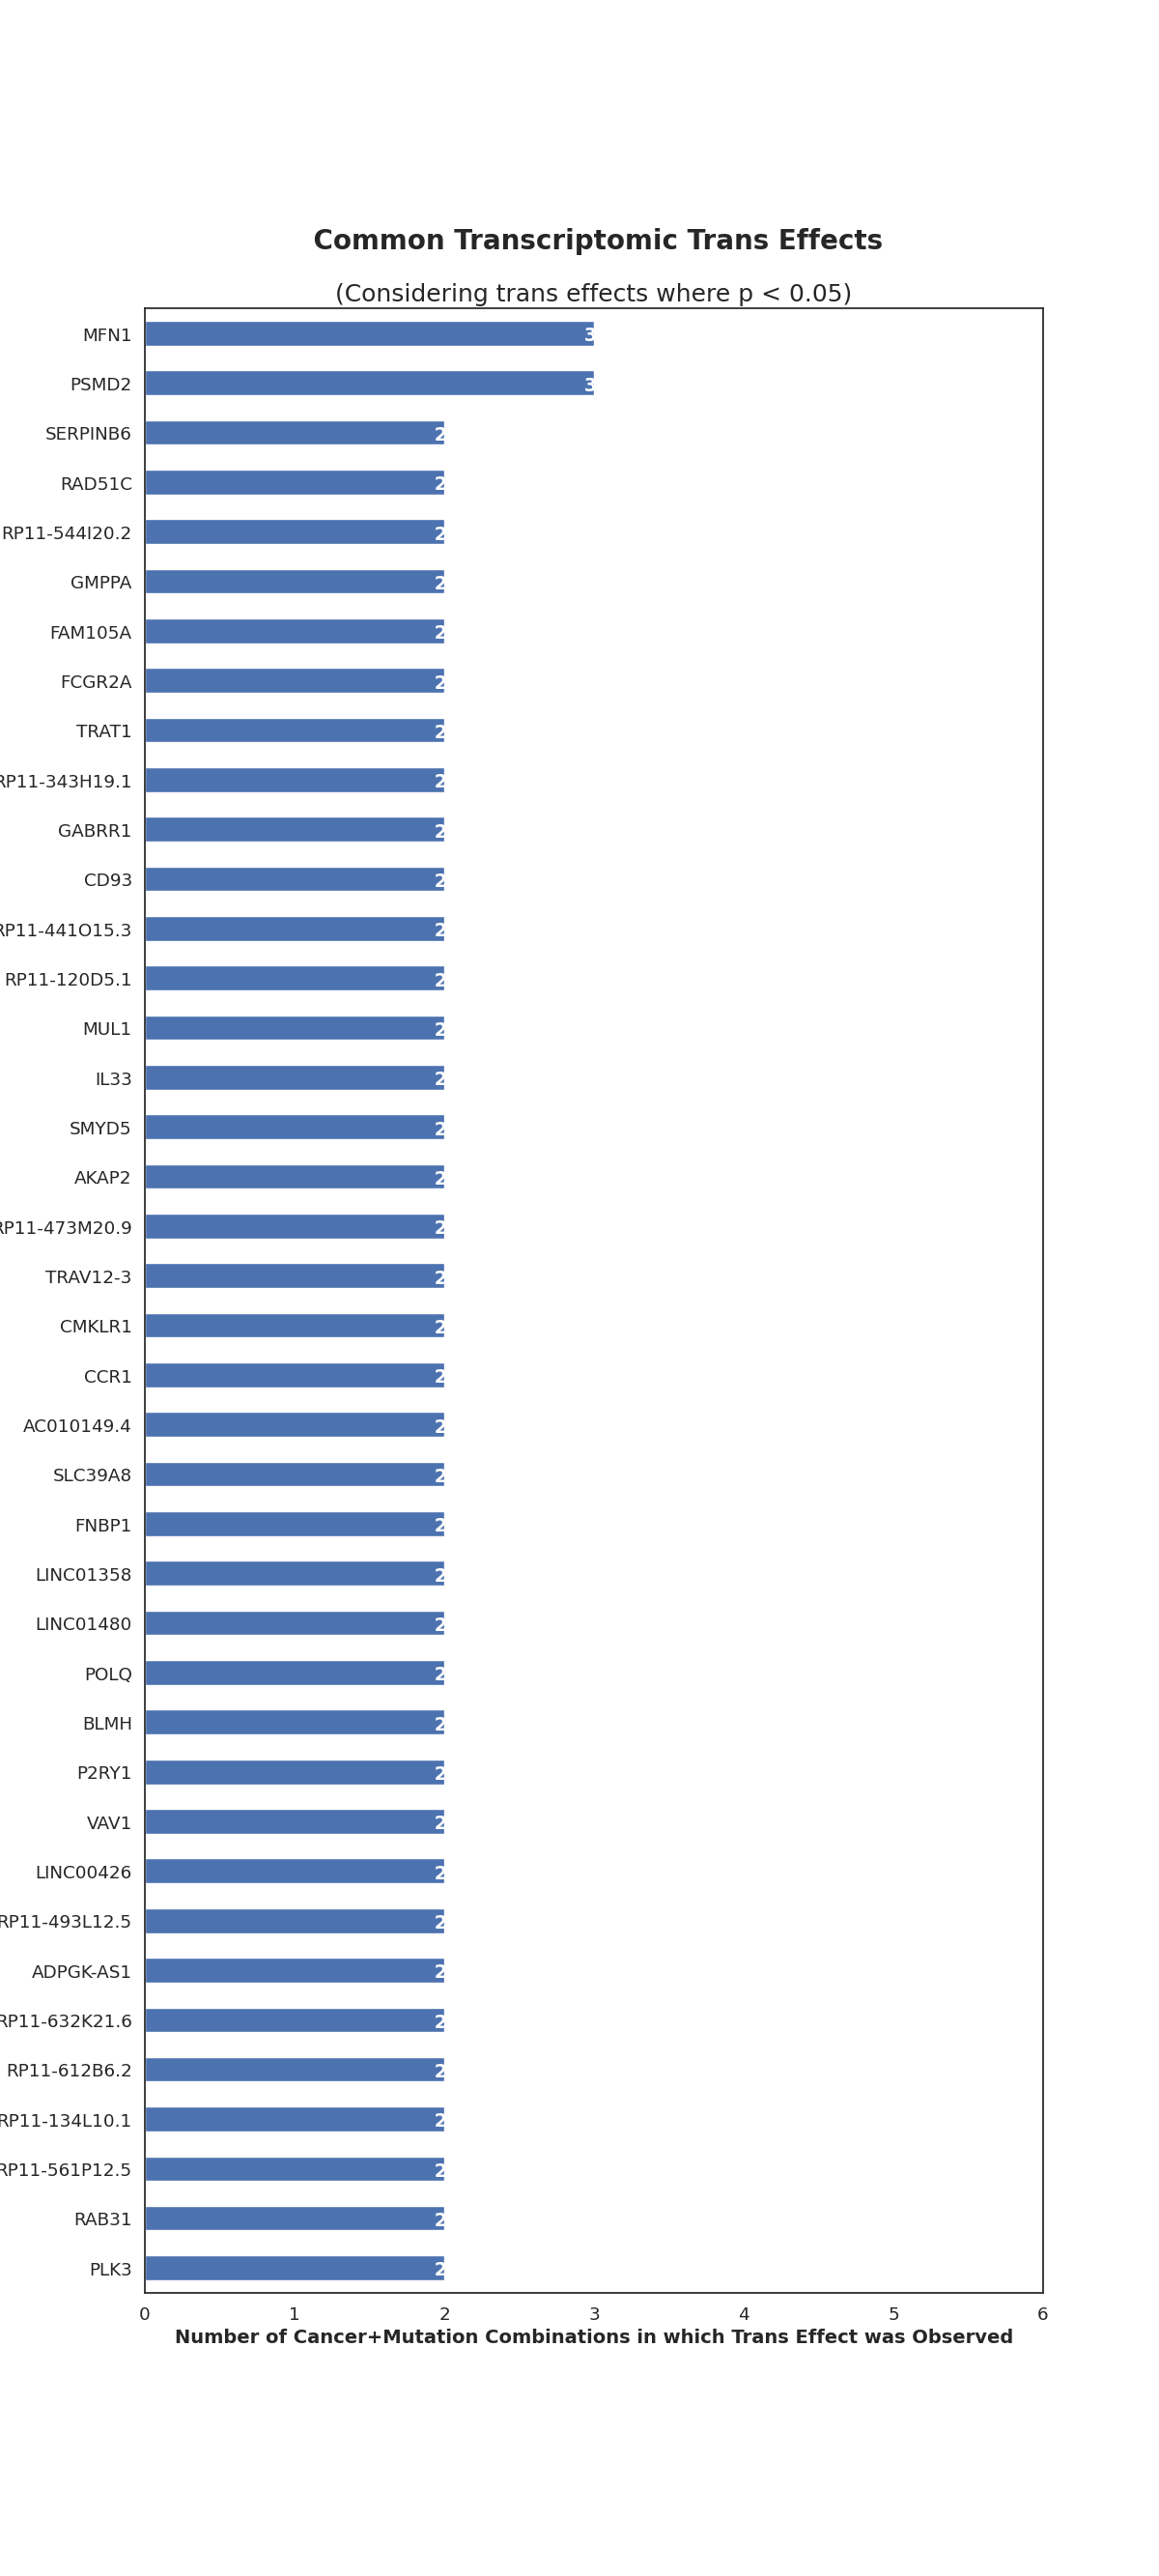 Common Transcriptomic Trans Effects
(Considering trans effects where p < 0.05)
MFN1 3
PSMD2 3
SERPINB6 2
RAD51C 2
RP11-544I20.2 2
GMPPA 2
FAM105A 2
FCGR2A 2
TRAT1 2
RP11-343H19.1 2
GABRR1 2
CD93 2
RP11-441O15.3 2
RP11-120D5.1 2
MUL1 2
IL33 2
SMYD5 2
AKAP2 2
RP11-473M20.9 2
TRAV12-3 2
CMKLR1 2
CCR1 2
AC010149.4 2
SLC39A8 2
FNBP1 2
LINC01358 2
LINC01480 2
POLQ 2
BLMH 2
P2RY1 2
VAV1 2
LINC00426 2
RP11-493L12.5 2
ADPGK-AS1 2
RP11-632K21.6 2
RP11-612B6.2 2
RP11-134L10.1 2
RP11-561P12.5 2
RAB31 2
PLK3 2
0 1 2 3 4 5 6
Number of Cancer+Mutation Combinations in which Trans Effect was Observed